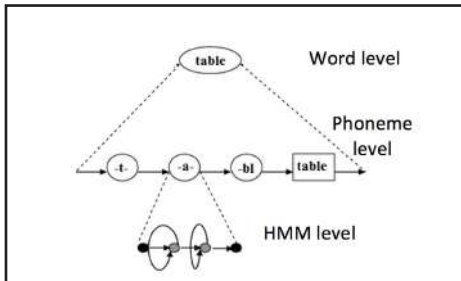 table
Word level
Phoneme
level
-t-
-a-
-bl
table
HMM level